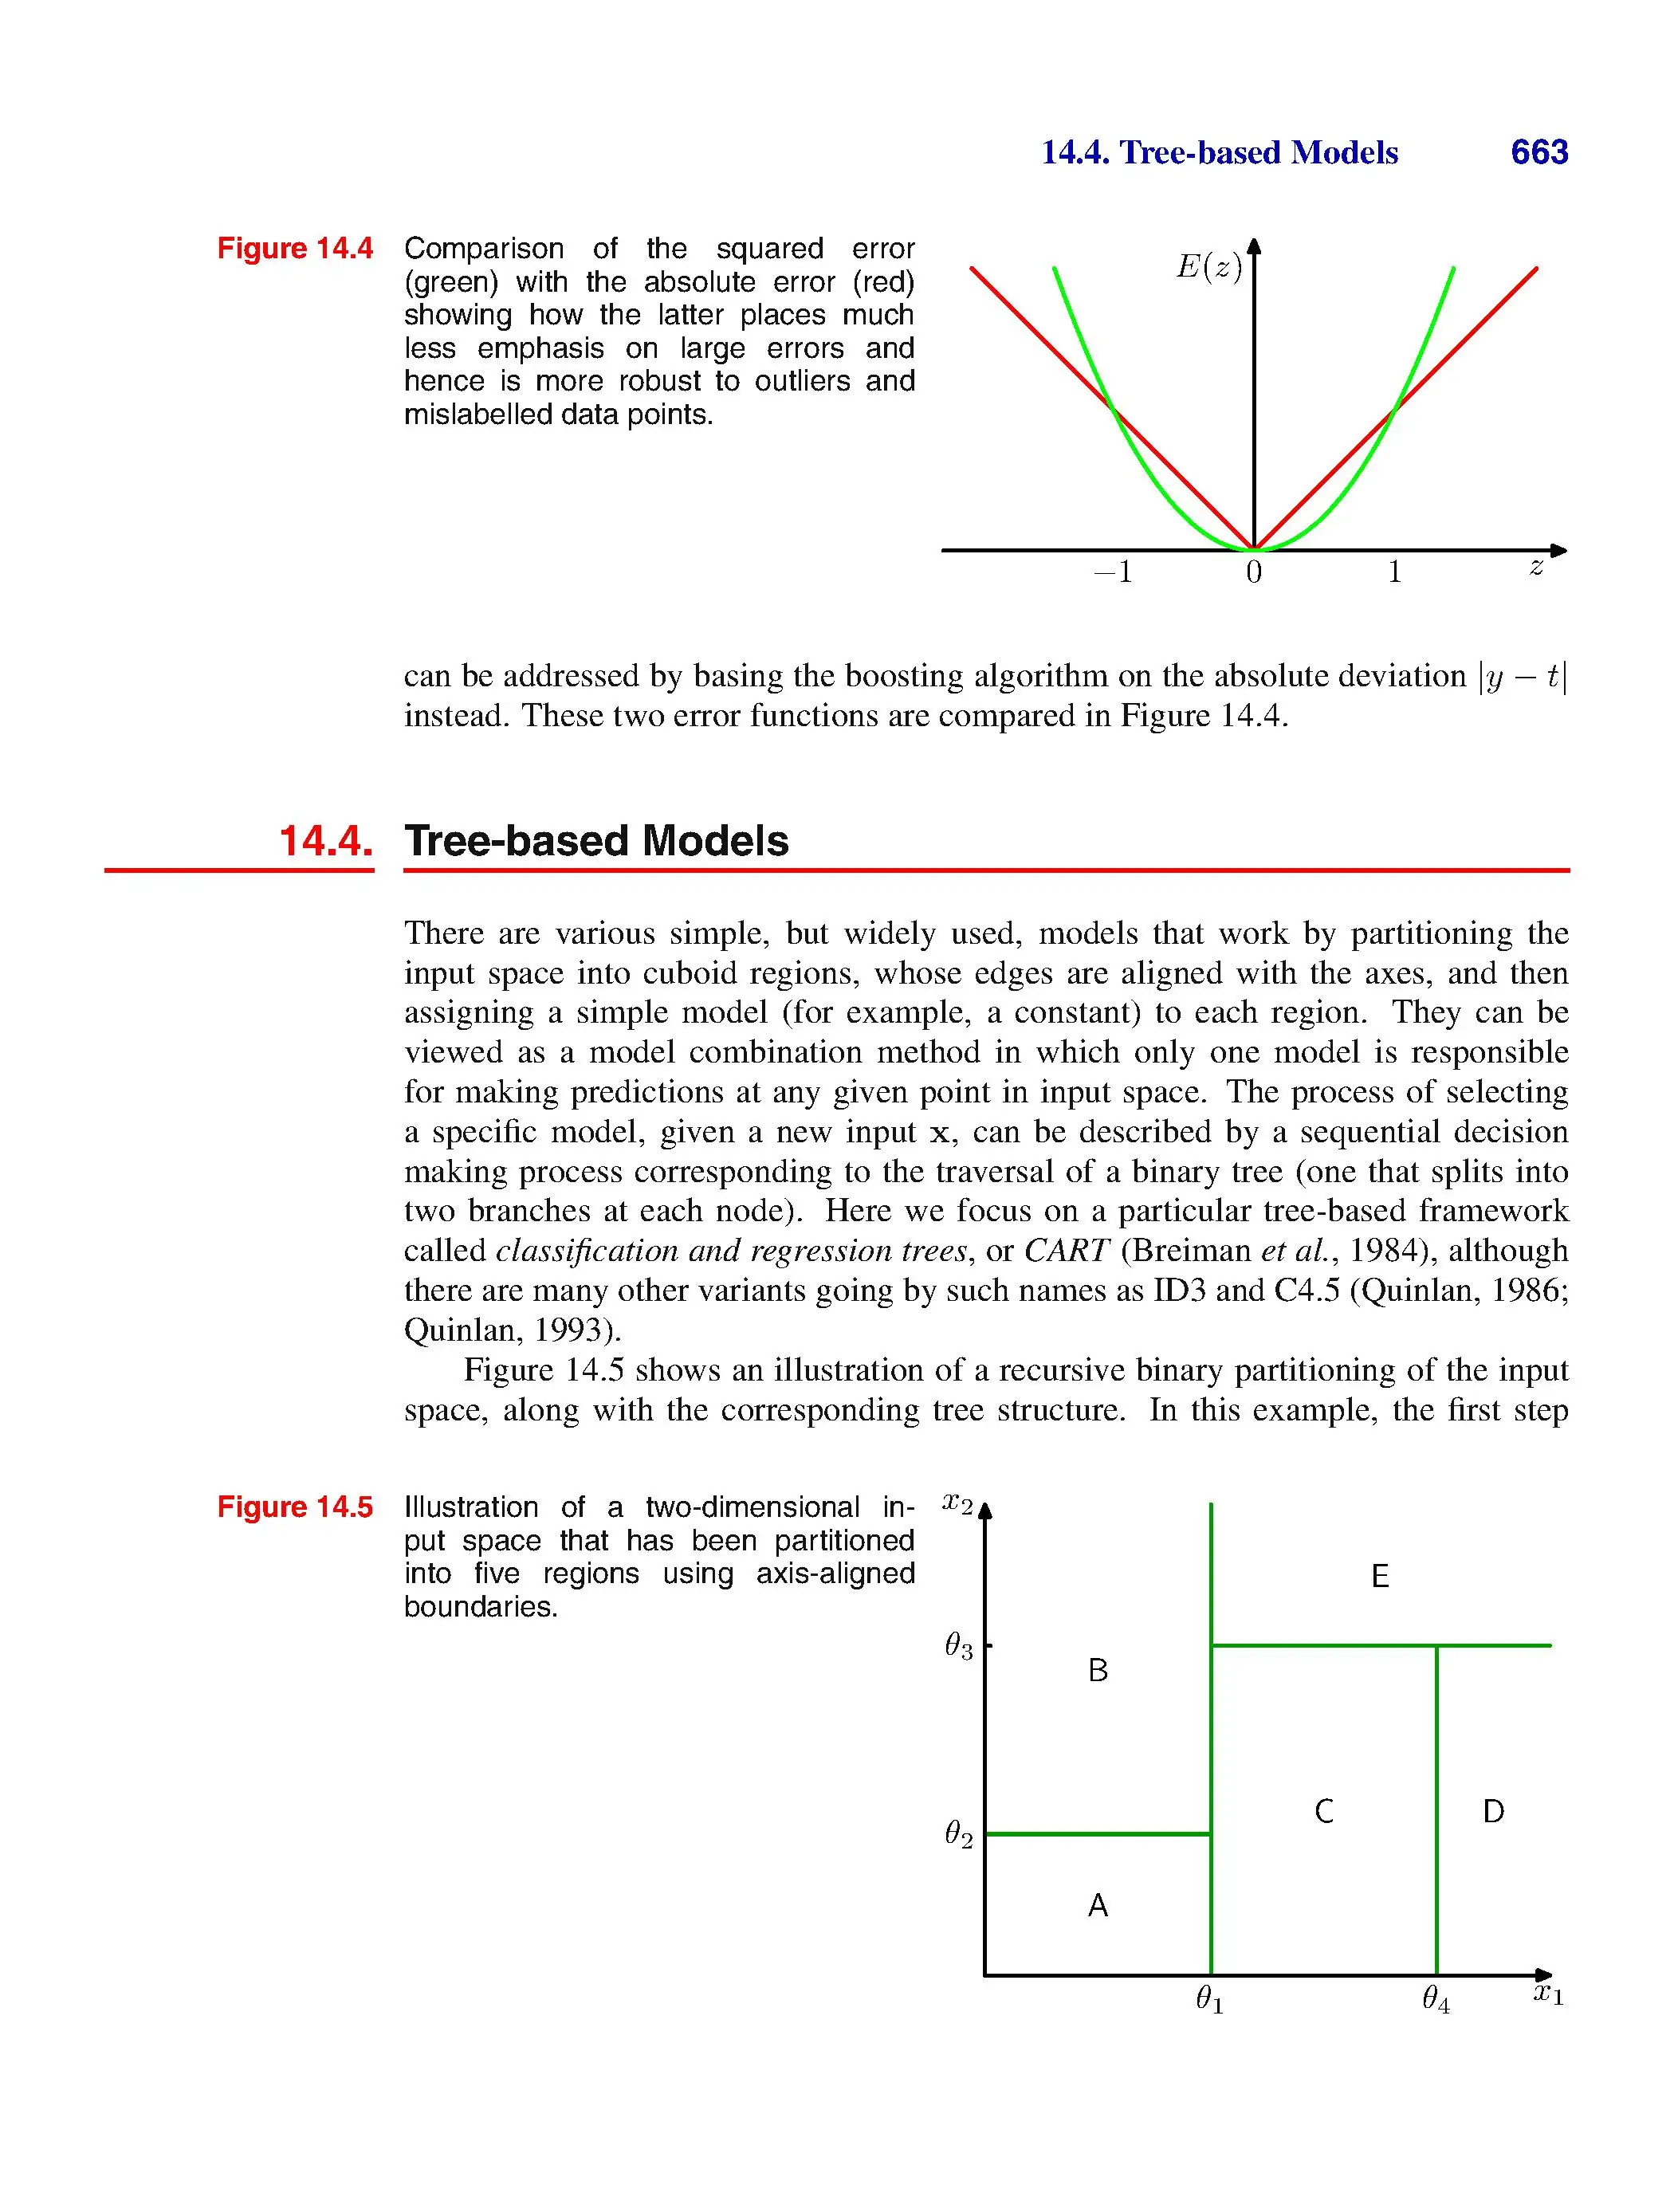 14.4. Tree-based Models 663
Figure 14.4 Comparison of the squared error
(green) with the absolute error (red)
showing how the latter places much
less emphasis on large errors and
hence is more robust to outliers and
mislabelled data points.
E(z)
−1 0 1 z
can be addressed by basing the boosting algorithm on the absolute deviation |y − t|
instead. These two error functions are compared in Figure 14.4.
14.4. Tree-based Models
There are various simple, but widely used, models that work by partitioning the
input space into cuboid regions, whose edges are aligned with the axes, and then
assigning a simple model (for example, a constant) to each region. They can be
viewed as a model combination method in which only one model is responsible
for making predictions at any given point in input space. The process of selecting
a specific model, given a new input x, can be described by a sequential decision
making process corresponding to the traversal of a binary tree (one that splits into
two branches at each node). Here we focus on a particular tree-based framework
called classification and regression trees, or CART (Breiman et al., 1984), although
there are many other variants going by such names as ID3 and C4.5 (Quinlan, 1986;
Quinlan, 1993).
Figure 14.5 shows an illustration of a recursive binary partitioning of the input
space, along with the corresponding tree structure. In this example, the first step
Figure 14.5 Illustration of a two-dimensional in-
put space that has been partitioned
into five regions using axis-aligned
boundaries.
x2
E
θ3
B
C D
θ2
A
θ1 θ4 x1